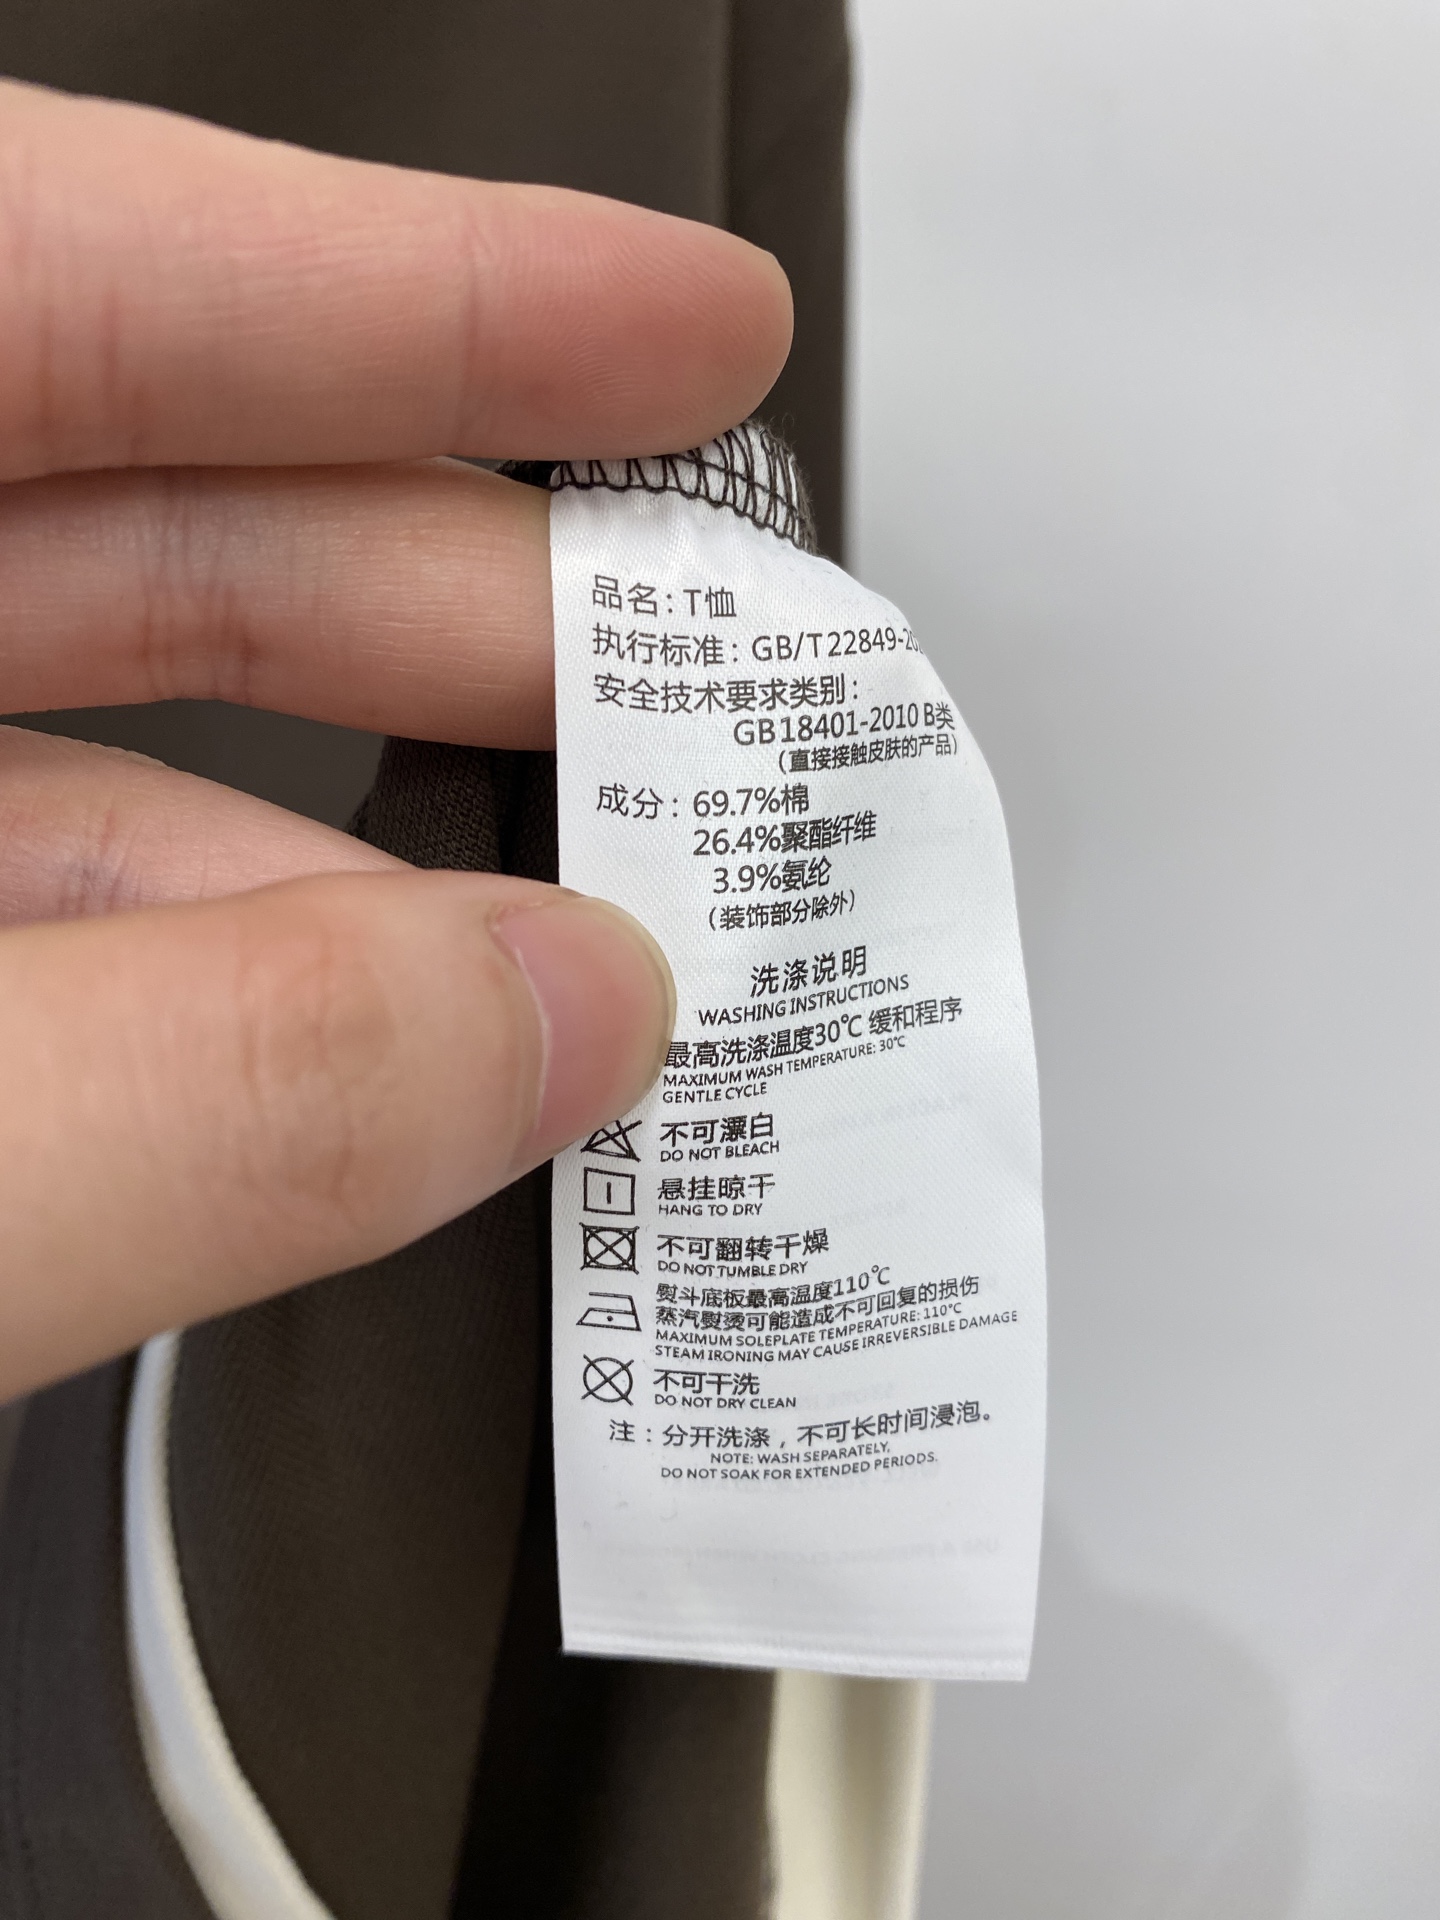 品名：T恤
执行标准：GB/T22849-20
安全技术要求类别：
GB18401-2010 B类
（直接接触皮肤的产品）
成分：69.7%棉
26.4%聚酯纤维
3.9%氨纶
（装饰部分除外）
洗涤说明
WASHING INSTRUCTIONS
最高洗涤温度30℃ 缓和程序
MAXIMUM WASH TEMPERATURE: 30℃
GENTLE CYCLE
不可漂白
DO NOT BLEACH
悬挂晾干
HANG TO DRY
不可翻转干燥
DO NOT TUMBLE DRY
熨斗底板最高温度110℃
蒸汽熨烫可能造成不可回复的损伤
MAXIMUM SOLEPLATE TEMPERATURE: 110℃
STEAM IRONING MAY CAUSE IRREVERSIBLE DAMAGE
不可干洗
DO NOT DRY CLEAN
注：分开洗涤，不可长时间浸泡。
NOTE: WASH SEPARATELY,
DO NOT SOAK FOR EXTENDED PERIODS.